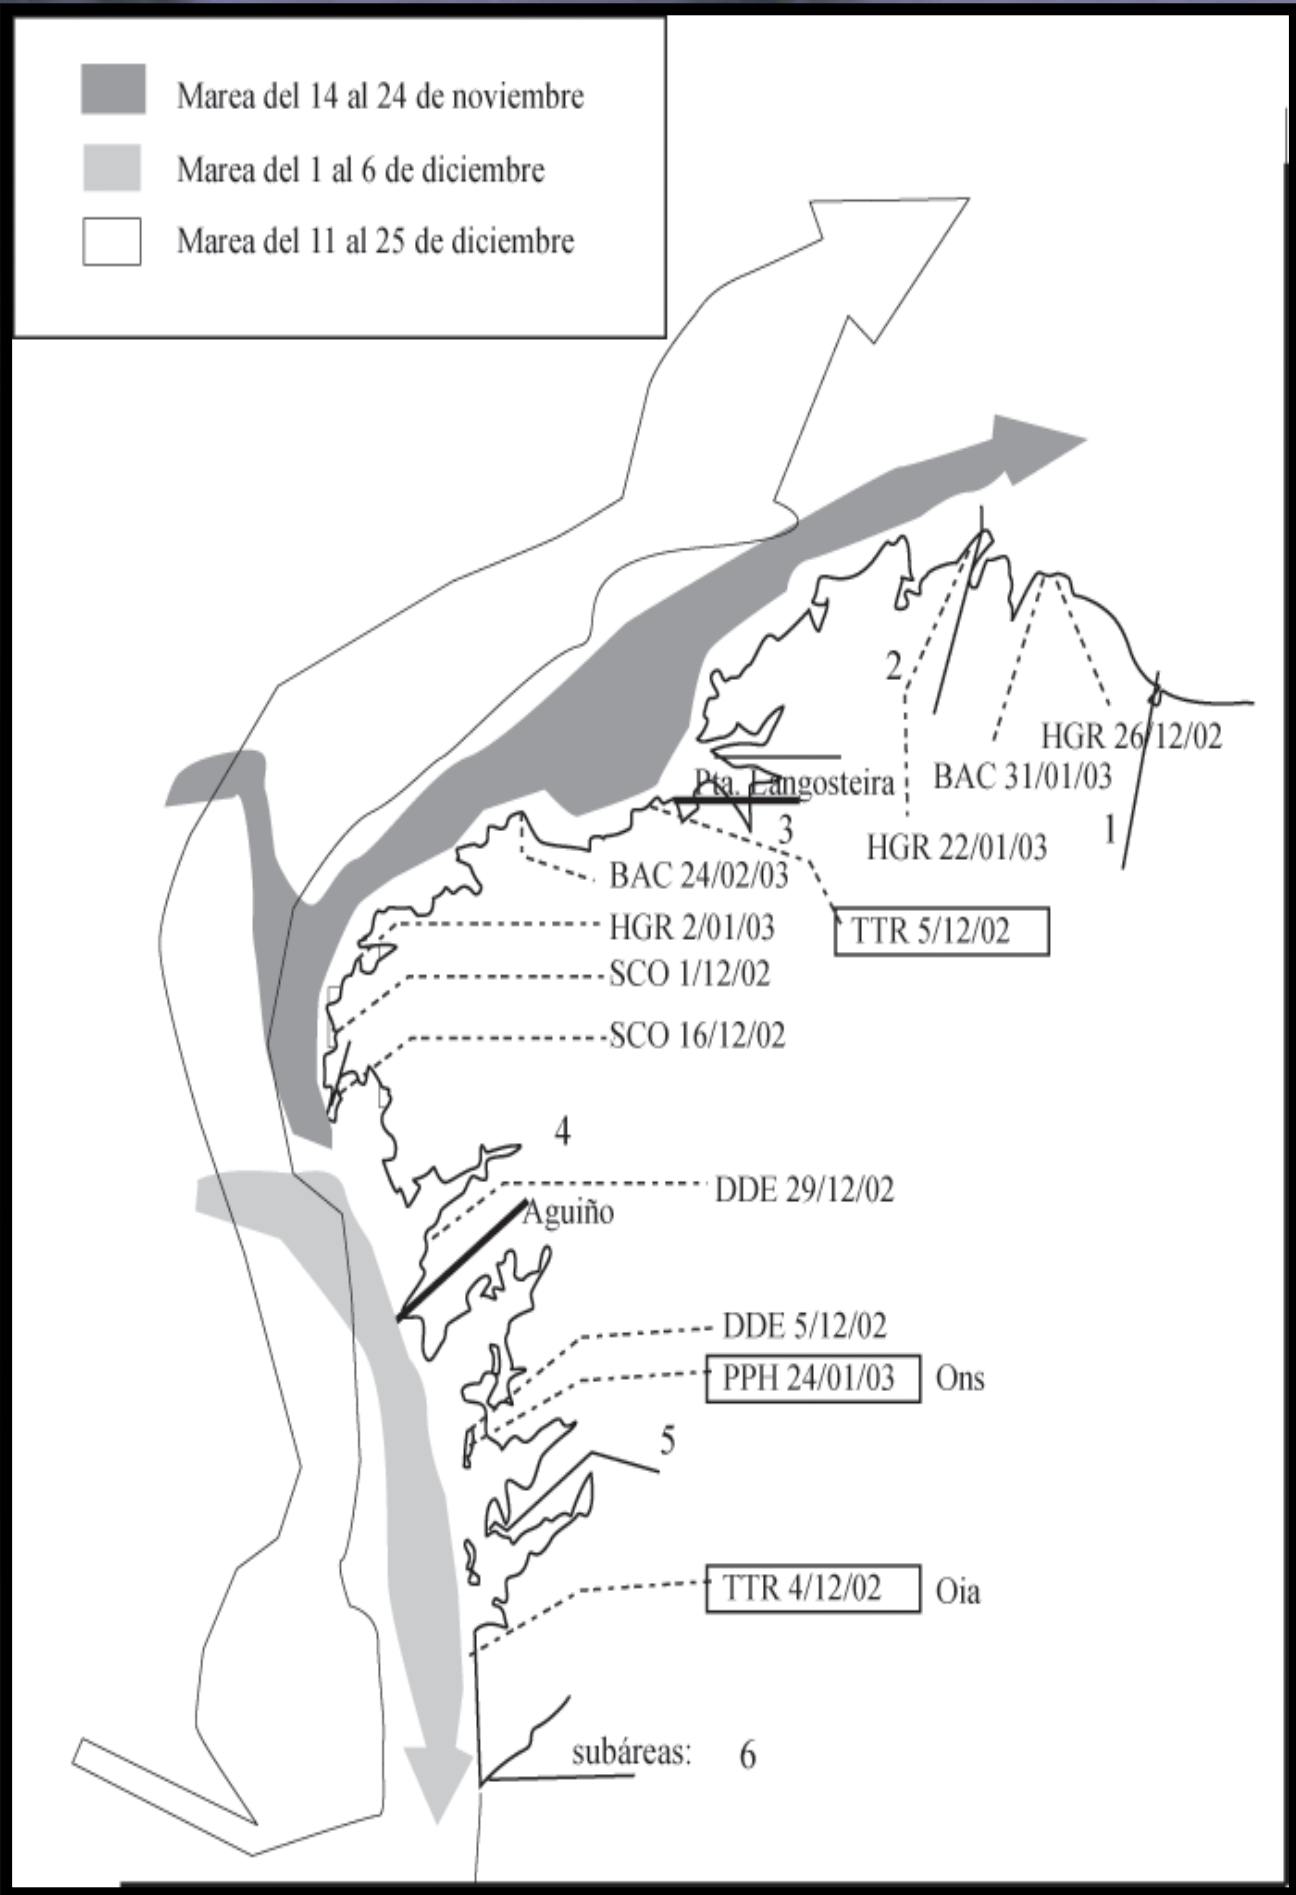 Marea del 14 al 24 de noviembre
Marea del 1 al 6 de diciembre
Marea del 11 al 25 de diciembre
2
HGR 26/12/02
BAC 31/01/03
Pta. Langosteira
3
1
HGR 22/01/03
BAC 24/02/03
HGR 2/01/03
TTR 5/12/02
SCO 1/12/02
SCO 16/12/02
4
DDE 29/12/02
Aguiño
DDE 5/12/02
PPH 24/01/03 Ons
5
TTR 4/12/02 Oia
subáreas: 6